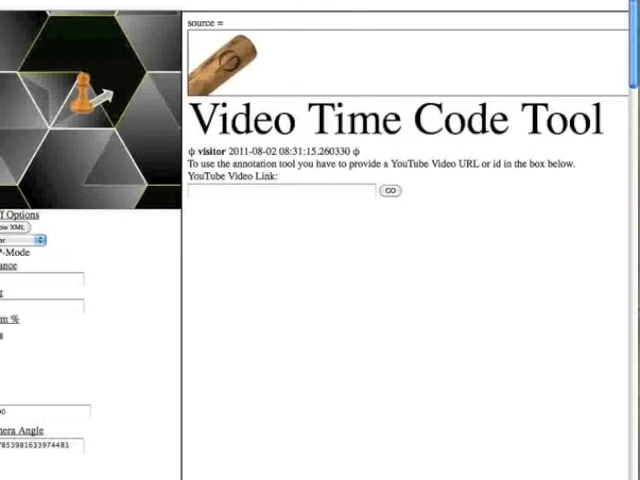 source =
Video Time Code Tool
ф visitor 2011-08-02 08:31:15.260330 ф
To use the annotation tool you have to provide a YouTube Video URL or id in the box below.
YouTube Video Link:
GO
Options
XML
P-Mode
%
Angle
7853981633974483